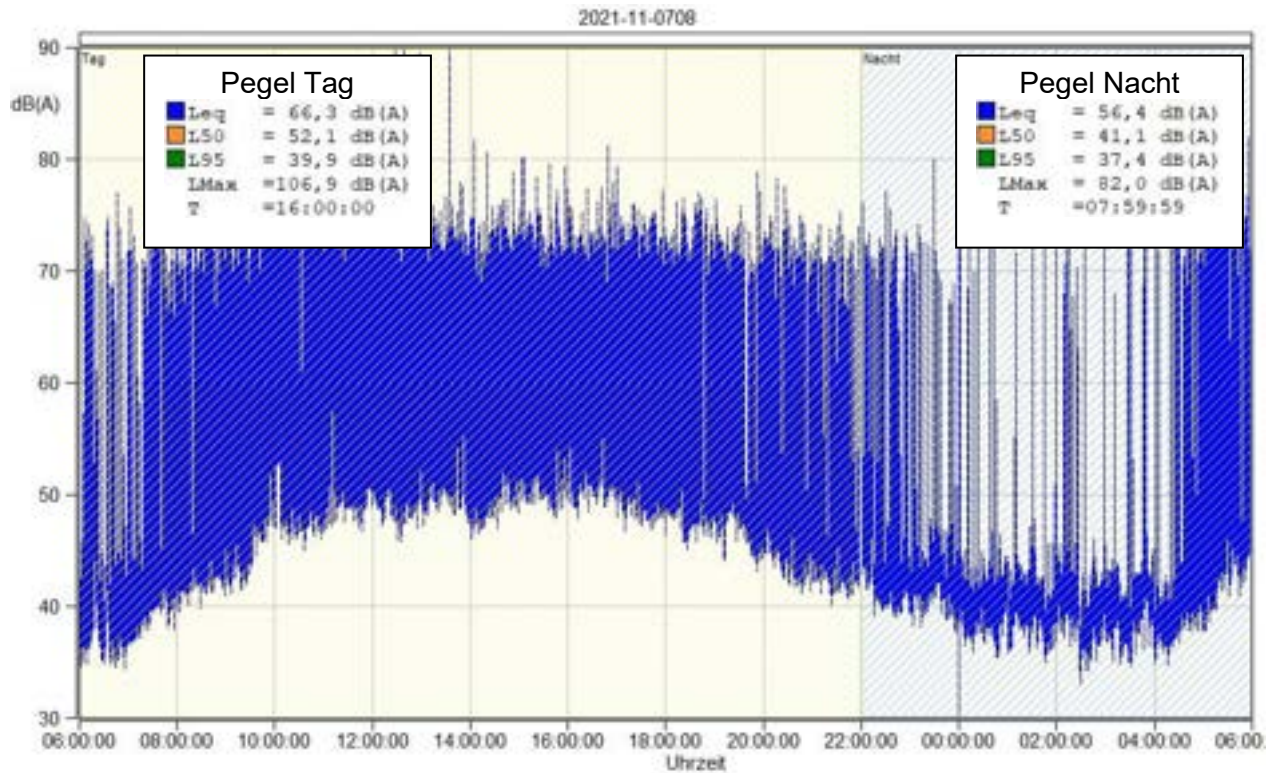 2021-11-0708
90
dB(A)
80
70
60
50
40
30
Tag
Pegel Tag
Leq = 66,3 dB(A)
L50 = 52,1 dB(A)
L95 = 39,9 dB(A)
LMax =106,9 dB(A)
T =16:00:00
Nacht
Pegel Nacht
Leq = 56,4 dB(A)
L50 = 41,1 dB(A)
L95 = 37,4 dB(A)
LMax = 82,0 dB(A)
T =07:59:59
06:00:00 08:00:00 10:00:00 12:00:00 14:00:00 16:00:00 18:00:00 20:00:00 22:00:00 00:00:00 02:00:00 04:00:00 06:00:
Uhrzeit